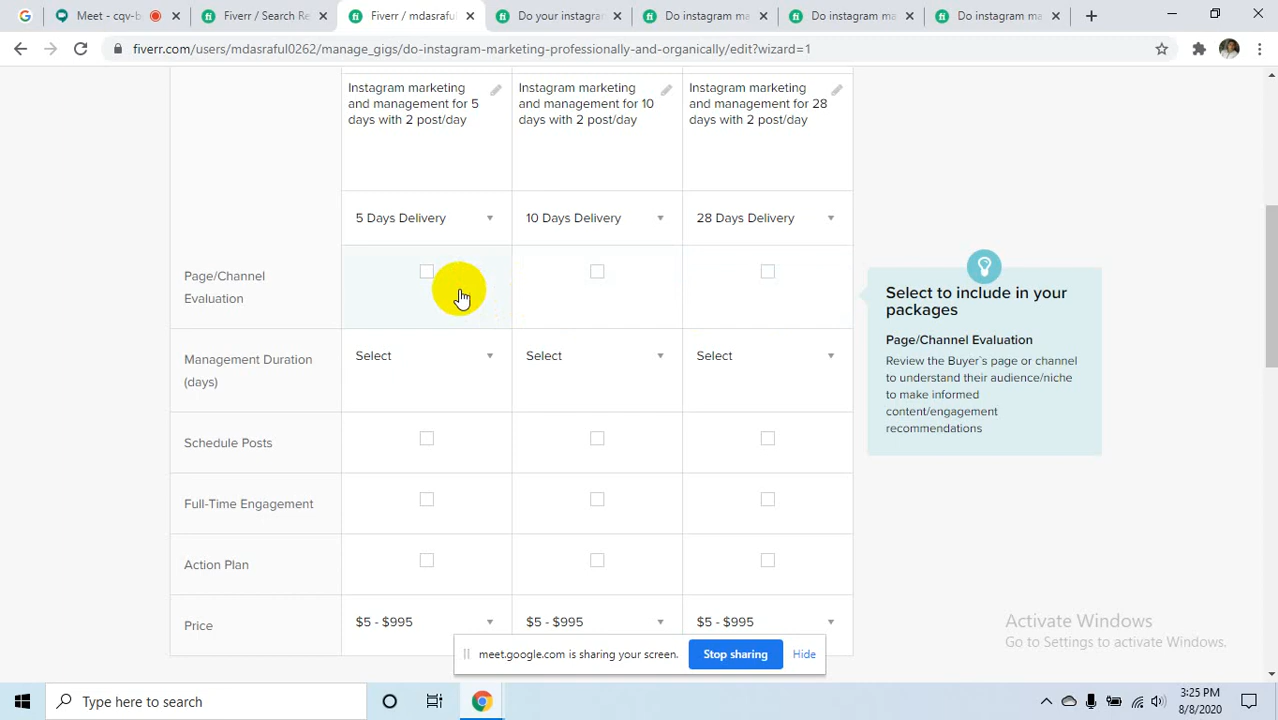 Meet - cqv-b
Fiverr / Search Re
Fiverr / mdasraful
Do your instagram
Do instagram ma
Do instagram ma
Do instagram ma
fiverr.com/users/mdasraful0262/manage_gigs/do-instagram-marketing-professionally-and-organically/edit?wizard=1
Instagram marketing and management for 5 days with 2 post/day
Instagram marketing and management for 10 days with 2 post/day
Instagram marketing and management for 28 days with 2 post/day
5 Days Delivery
10 Days Delivery
28 Days Delivery
Page/Channel
Evaluation
Management Duration
(days)
Select
Select
Select
Schedule Posts
Full-Time Engagement
Action Plan
Price
$5 - $995
$5 - $995
$5 - $995
Select to include in your
packages
Page/Channel Evaluation
Review the Buyer`s page or channel
to understand their audience/niche
to make informed
content/engagement
recommendations
meet.google.com is sharing your screen.
Stop sharing
Hide
Activate Windows
Go to Settings to activate Windows.
Type here to search
3:25 PM
8/8/2020